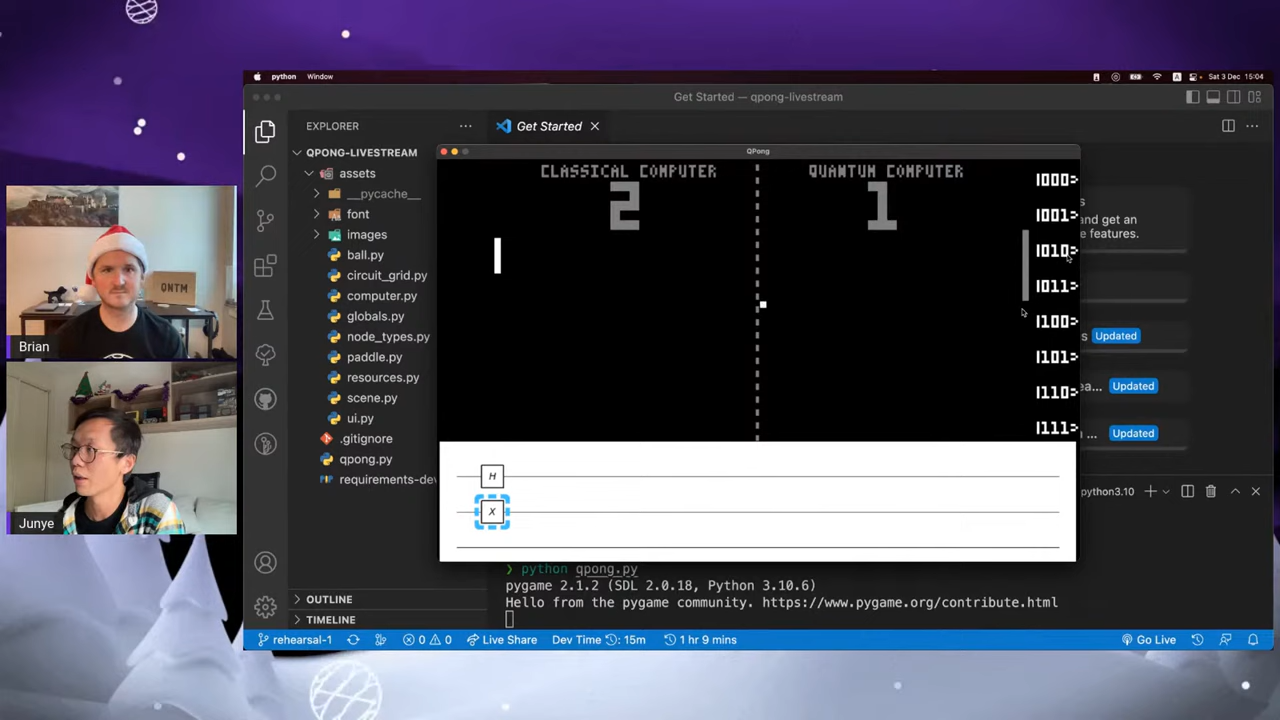 python Window
Sat 3 Dec 15:04
Get Started — qpong-livestream
EXPLORER
Get Started
QPONG-LIVESTREAM
assets
__pycache__
font
images
ball.py
circuit_grid.py
computer.py
globals.py
node_types.py
paddle.py
resources.py
scene.py
ui.py
.gitignore
qpong.py
requirements-dev
OUTLINE
TIMELINE
QPong
CLASSICAL COMPUTER
2
QUANTUM COMPUTER
1
|000>
|001>
|010>
|011>
|100>
|101>
|110>
|111>
H
X
and get an
e features.
Updated
Updated
Updated
python3.10
python qpong.py
pygame 2.1.2 (SDL 2.0.18, Python 3.10.6)
Hello from the pygame community. https://www.pygame.org/contribute.html
rehearsal-1 0 0 Live Share Dev Time: 15m 1 hr 9 mins Go Live
QNTM
Brian
Junye